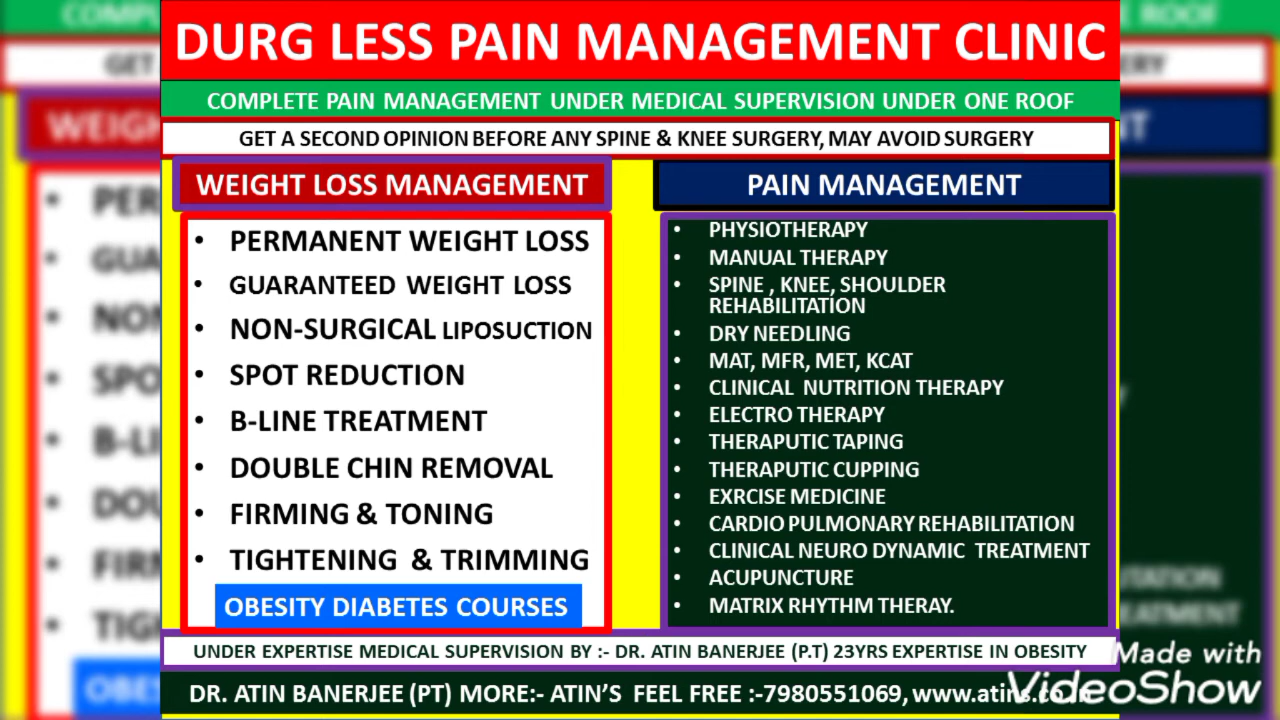 DURG LESS PAIN MANAGEMENT CLINIC
COMPLETE PAIN MANAGEMENT UNDER MEDICAL SUPERVISION UNDER ONE ROOF
GET A SECOND OPINION BEFORE ANY SPINE & KNEE SURGERY, MAY AVOID SURGERY
WEIGHT LOSS MANAGEMENT
• PERMANENT WEIGHT LOSS
• GUARANTEED WEIGHT LOSS
• NON-SURGICAL LIPOSUCTION
• SPOT REDUCTION
• B-LINE TREATMENT
• DOUBLE CHIN REMOVAL
• FIRMING & TONING
• TIGHTENING & TRIMMING
OBESITY DIABETES COURSES
PAIN MANAGEMENT
• PHYSIOTHERAPY
• MANUAL THERAPY
• SPINE , KNEE, SHOULDER
REHABILITATION
• DRY NEEDLING
• MAT, MFR, MET, KCAT
• CLINICAL NUTRITION THERAPY
• ELECTRO THERAPY
• THERAPUTIC TAPING
• THERAPUTIC CUPPING
• EXRCISE MEDICINE
• CARDIO PULMONARY REHABILITATION
• CLINICAL NEURO DYNAMIC TREATMENT
• ACUPUNCTURE
• MATRIX RHYTHM THERAY.
UNDER EXPERTISE MEDICAL SUPERVISION BY :- DR. ATIN BANERJEE (P.T) 23YRS EXPERTISE IN OBESITY
DR. ATIN BANERJEE (PT) MORE:- ATIN'S FEEL FREE :-7980551069,
Made with
VideoShow